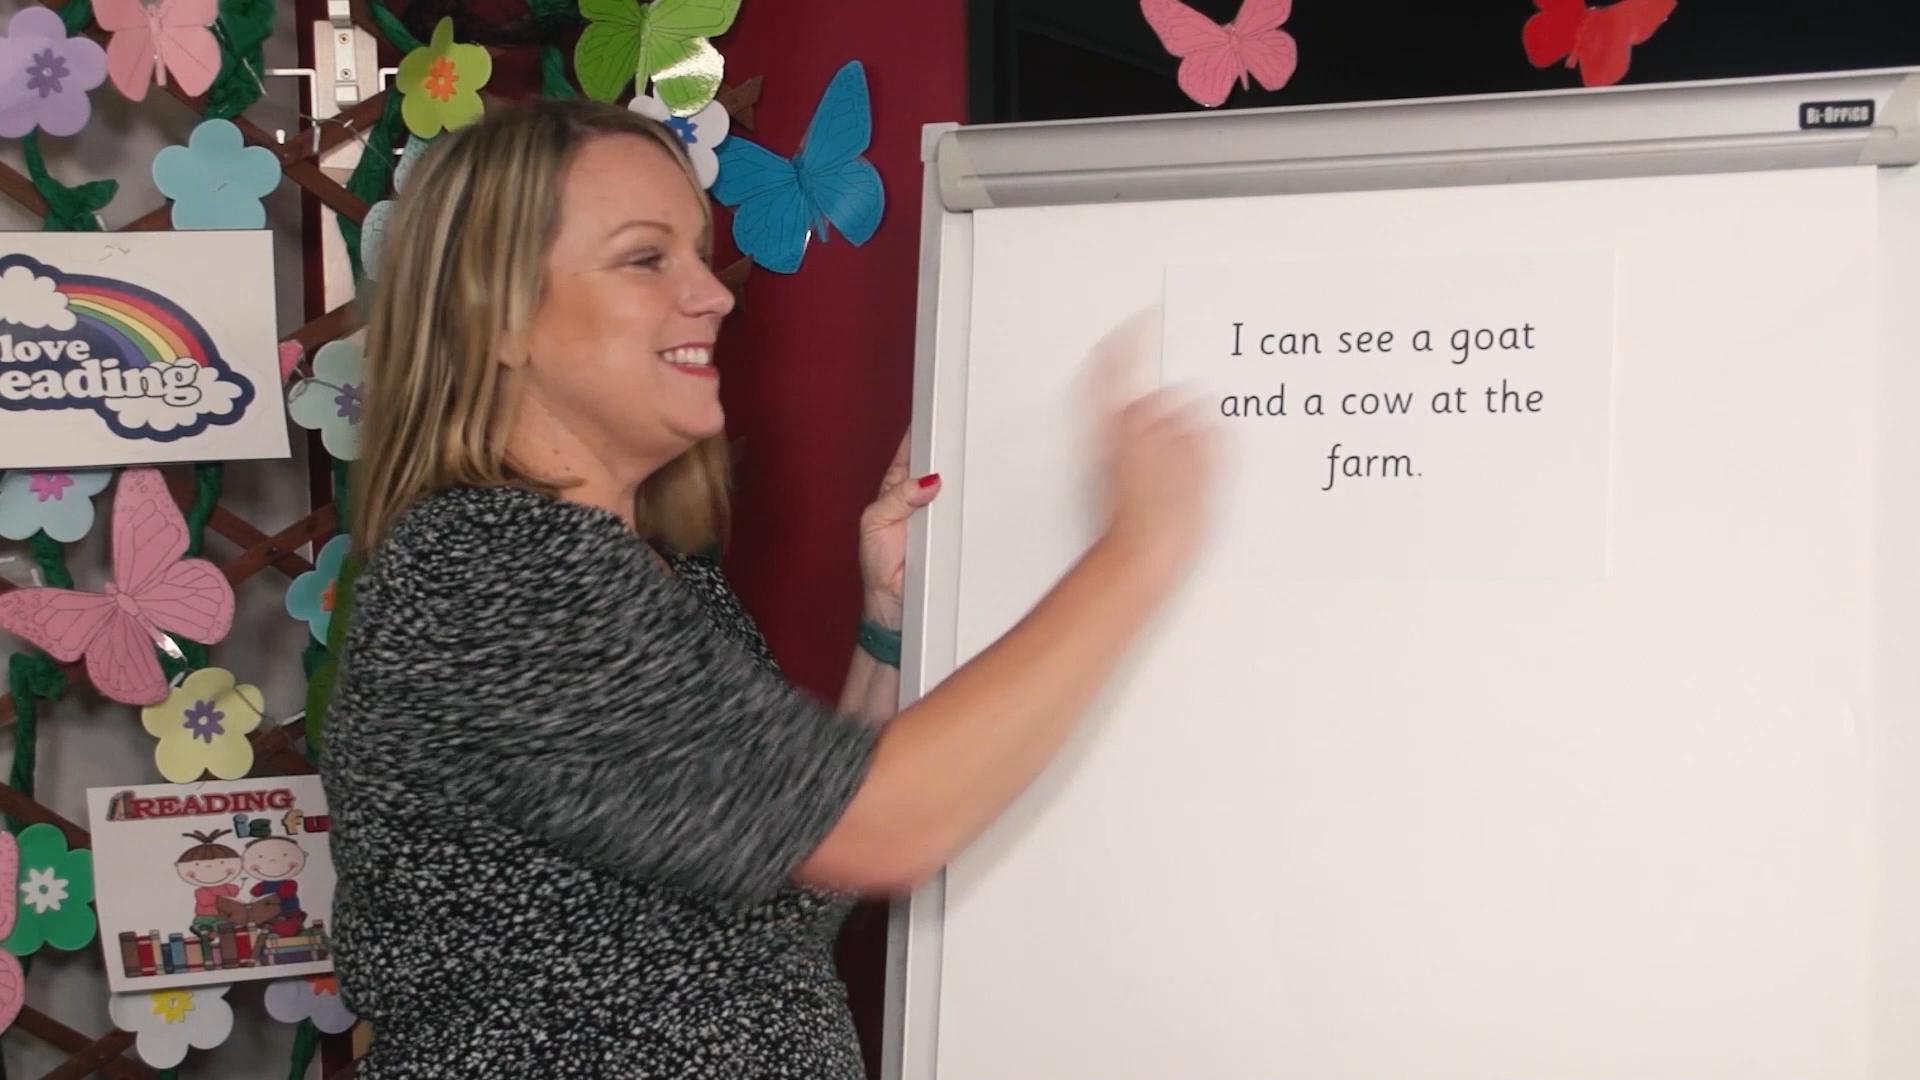 love
eading
READING
is fu
Bi-Office
I can see a goat
and a cow at the
farm.